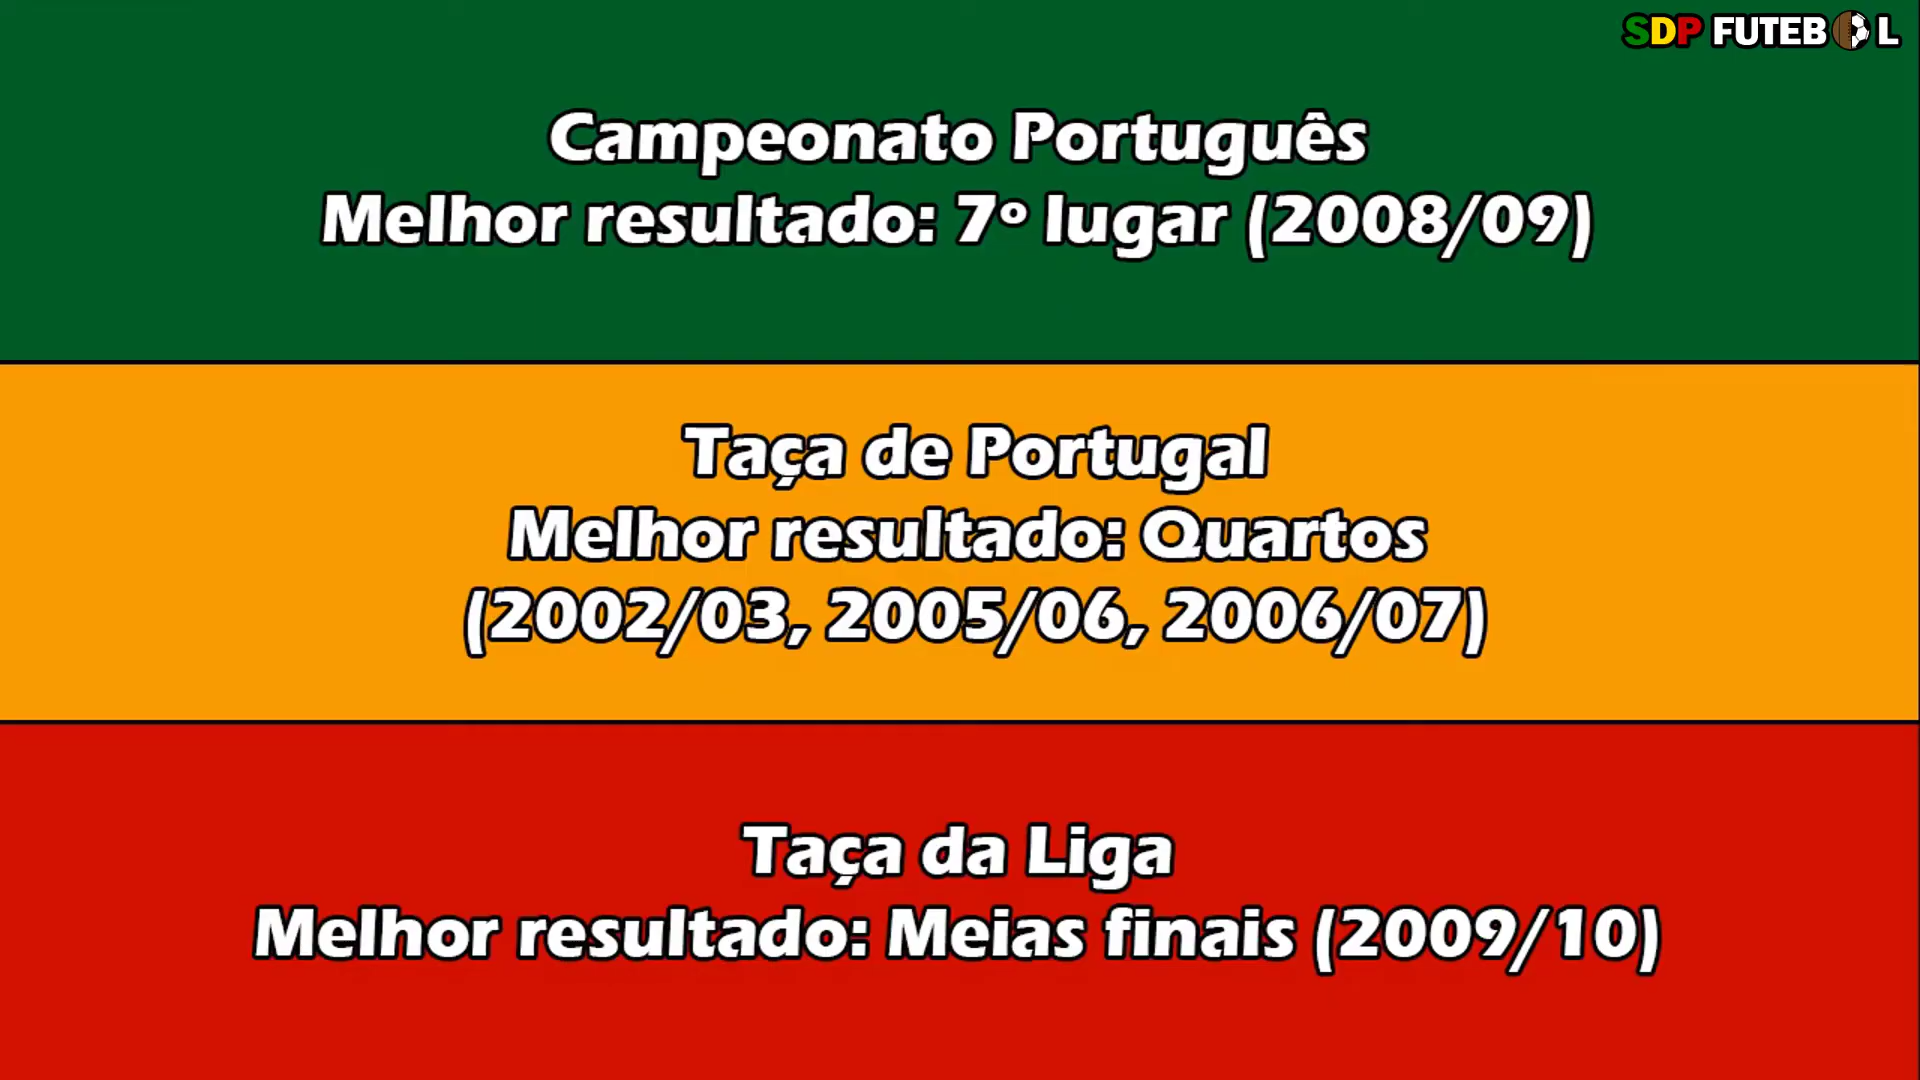 SDP FUTEBOL
Campeonato Português
Melhor resultado: 7º lugar (2008/09)
Taça de Portugal
Melhor resultado: Quartos
(2002/03, 2005/06, 2006/07)
Taça da Liga
Melhor resultado: Meias finais (2009/10)